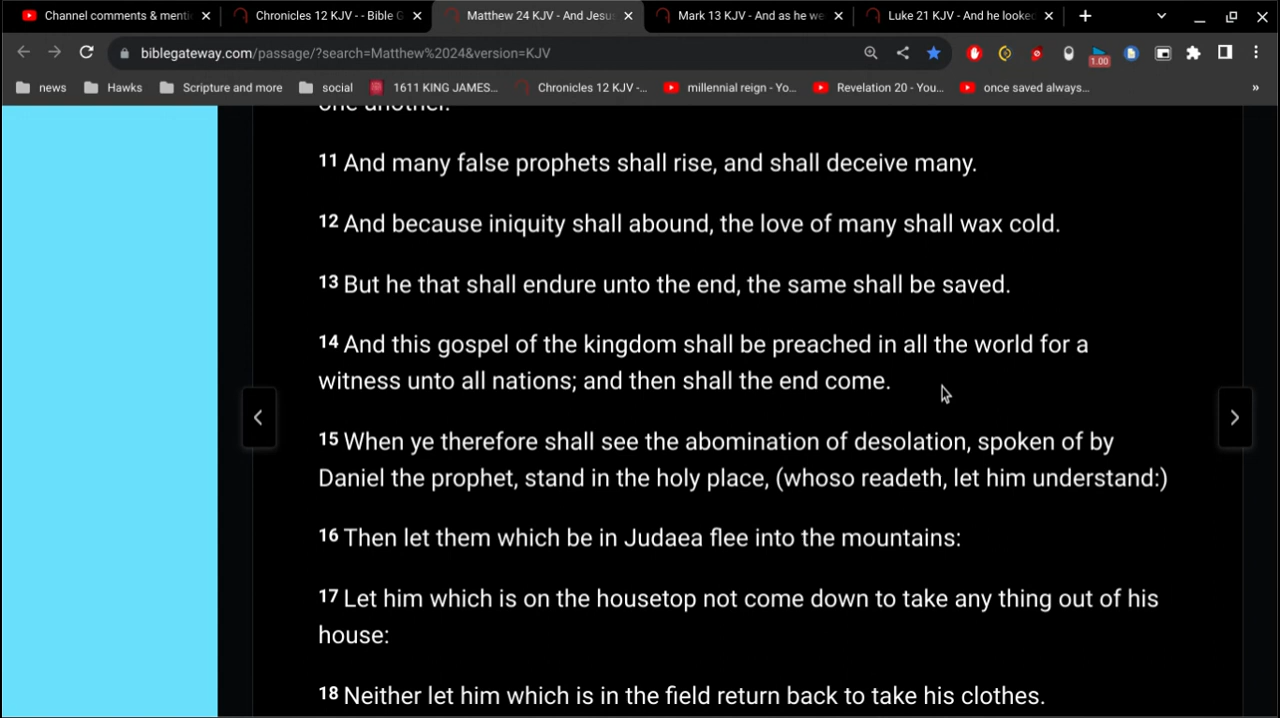 Channel comments & menti
Chronicles 12 KJV - - Bible G
Matthew 24 KJV - And Jesu
Mark 13 KJV - And as he we
Luke 21 KJV - And he looked
biblegateway.com/passage/?search=Matthew%2024&version=KJV
1.00
news
Hawks
Scripture and more
social
1611 KING JAMES...
Chronicles 12 KJV -...
millennial reign - Yo...
Revelation 20 - You...
once saved always...
one another.
11 And many false prophets shall rise, and shall deceive many.
12 And because iniquity shall abound, the love of many shall wax cold.
13 But he that shall endure unto the end, the same shall be saved.
14 And this gospel of the kingdom shall be preached in all the world for a
witness unto all nations; and then shall the end come.
15 When ye therefore shall see the abomination of desolation, spoken of by
Daniel the prophet, stand in the holy place, (whoso readeth, let him understand:)
16 Then let them which be in Judaea flee into the mountains:
17 Let him which is on the housetop not come down to take any thing out of his
house:
18 Neither let him which is in the field return back to take his clothes.